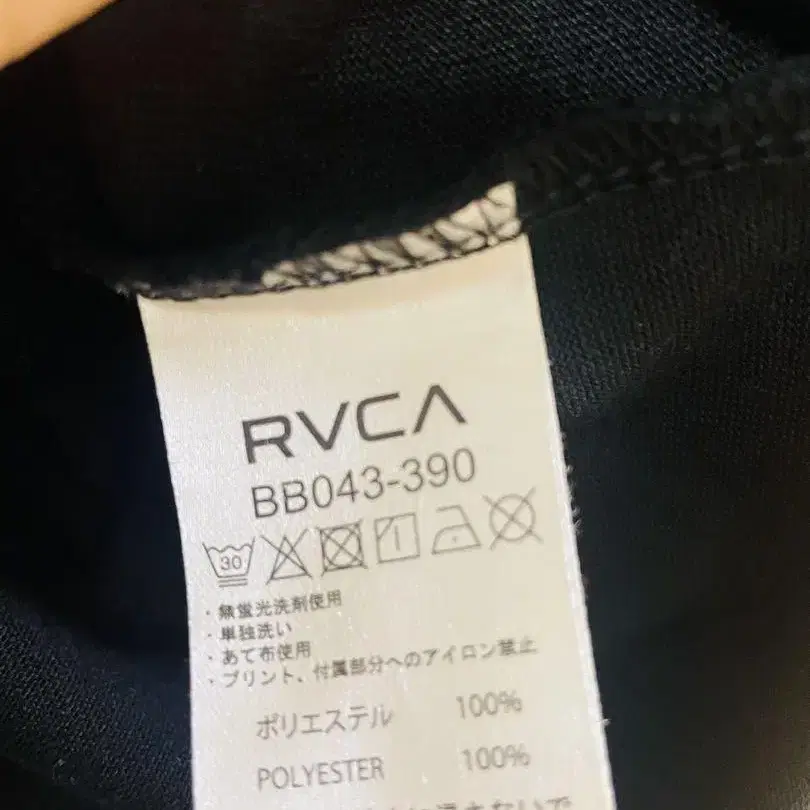 RVCA
BB043-390
30
・無蛍光洗剤使用
・単独洗い
・あて布使用
・プリント、付属部分へのアイロン禁止
ポリエステル 100%
POLYESTER 100%